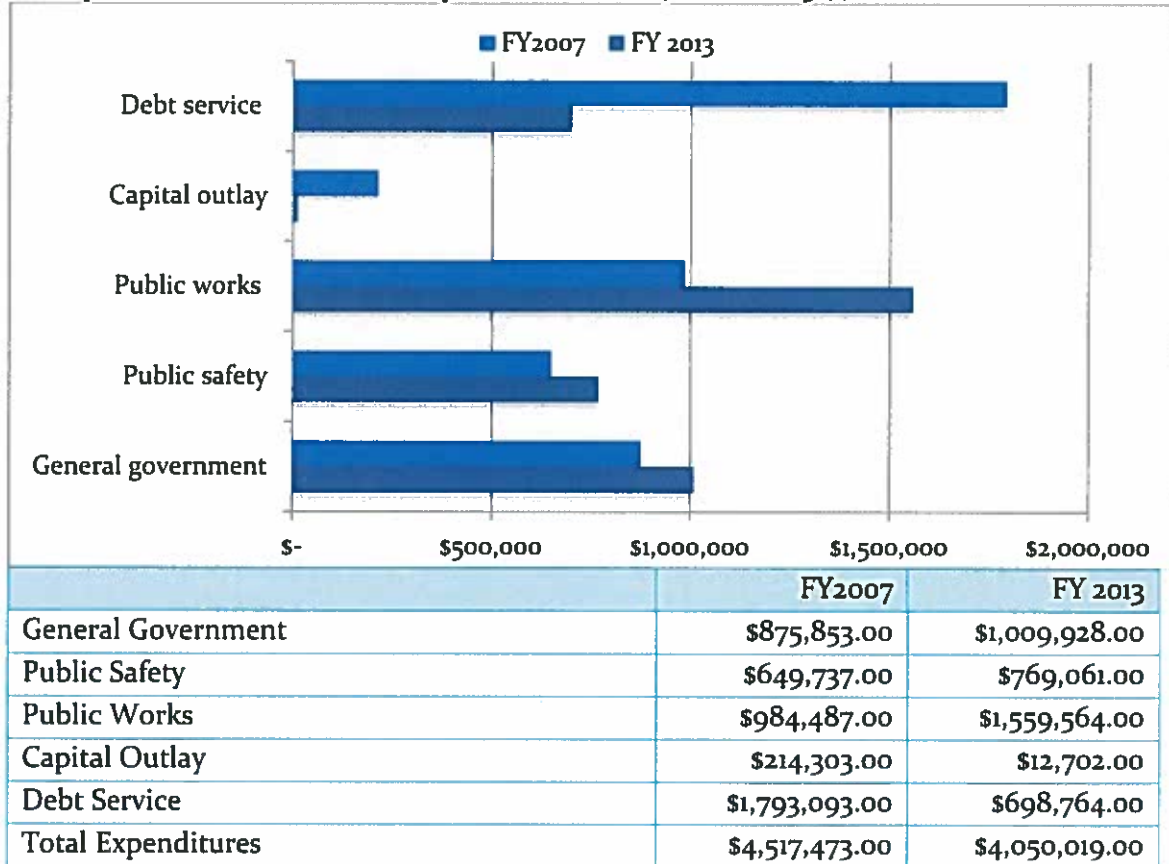 FY2007 FY 2013
Debt service
Capital outlay
Public works
Public safety
General government
$- $500,000 $1,000,000 $1,500,000 $2,000,000
FY2007 FY 2013
General Government $875,853.00 $1,009,928.00
Public Safety $649,737.00 $769,061.00
Public Works $984,487.00 $1,559,564.00
Capital Outlay $214,303.00 $12,702.00
Debt Service $1,793,093.00 $698,764.00
Total Expenditures $4,517,473.00 $4,050,019.00